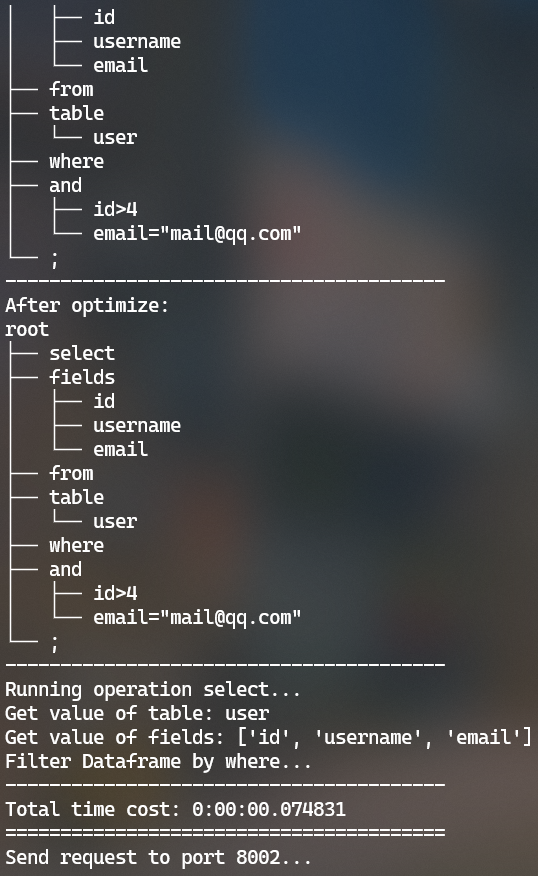 │   ├── id
│   ├── username
│   └── email
├── from
├── table
│   └── user
├── where
├── and
│   ├── id>4
│   └── email="mail@qq.com"
└── ;
----------------------------------------
After optimize:
root
├── select
├── fields
│   ├── id
│   ├── username
│   └── email
├── from
├── table
│   └── user
├── where
├── and
│   ├── id>4
│   └── email="mail@qq.com"
└── ;
----------------------------------------
Running operation select...
Get value of table: user
Get value of fields: ['id', 'username', 'email']
Filter Dataframe by where...
----------------------------------------
Total time cost: 0:00:00.074831
========================================
Send request to port 8002...